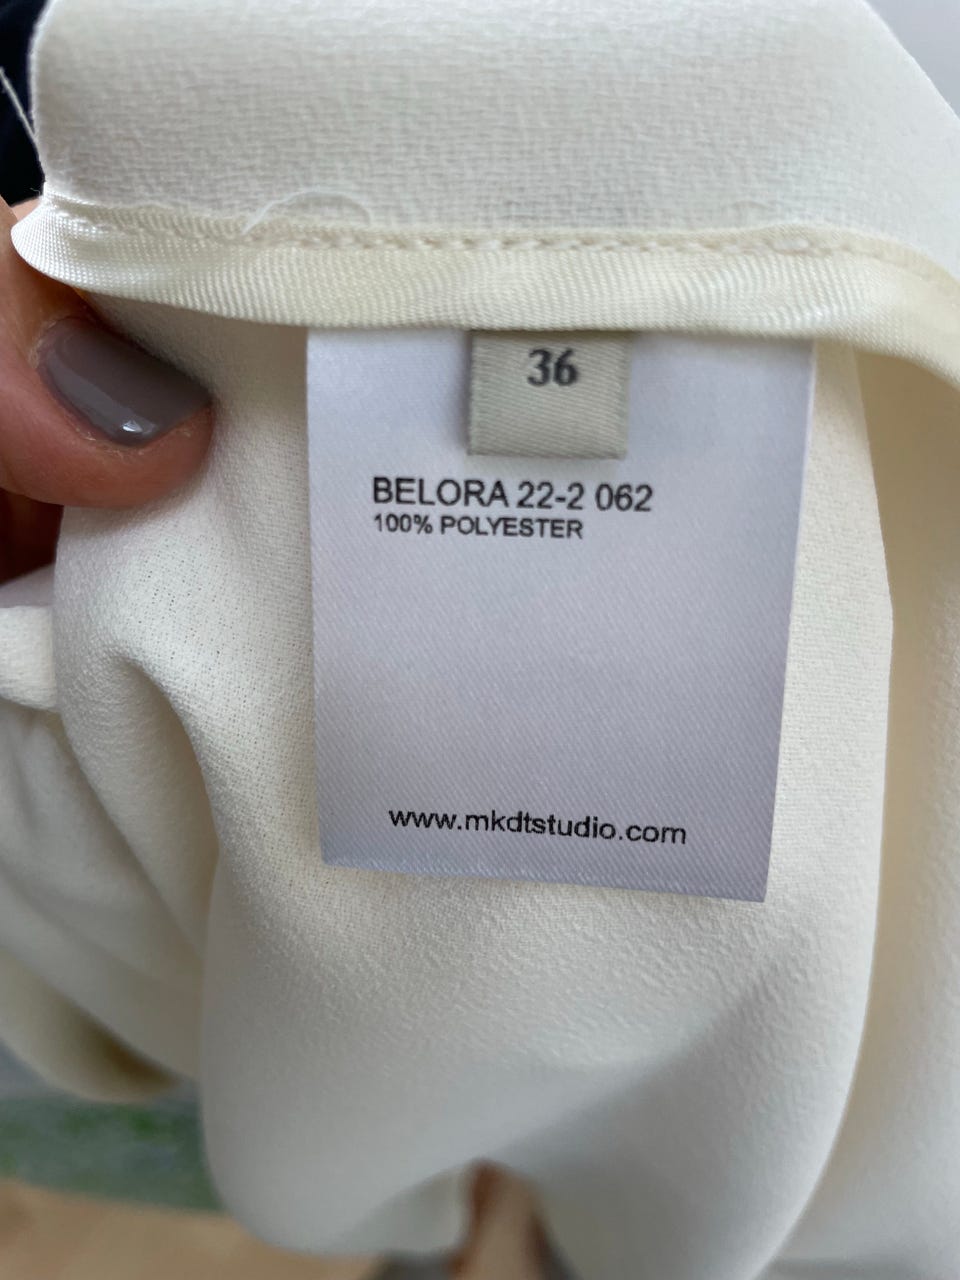 36
BELORA 22-2 062
100% POLYESTER
www.mkdtstudio.com